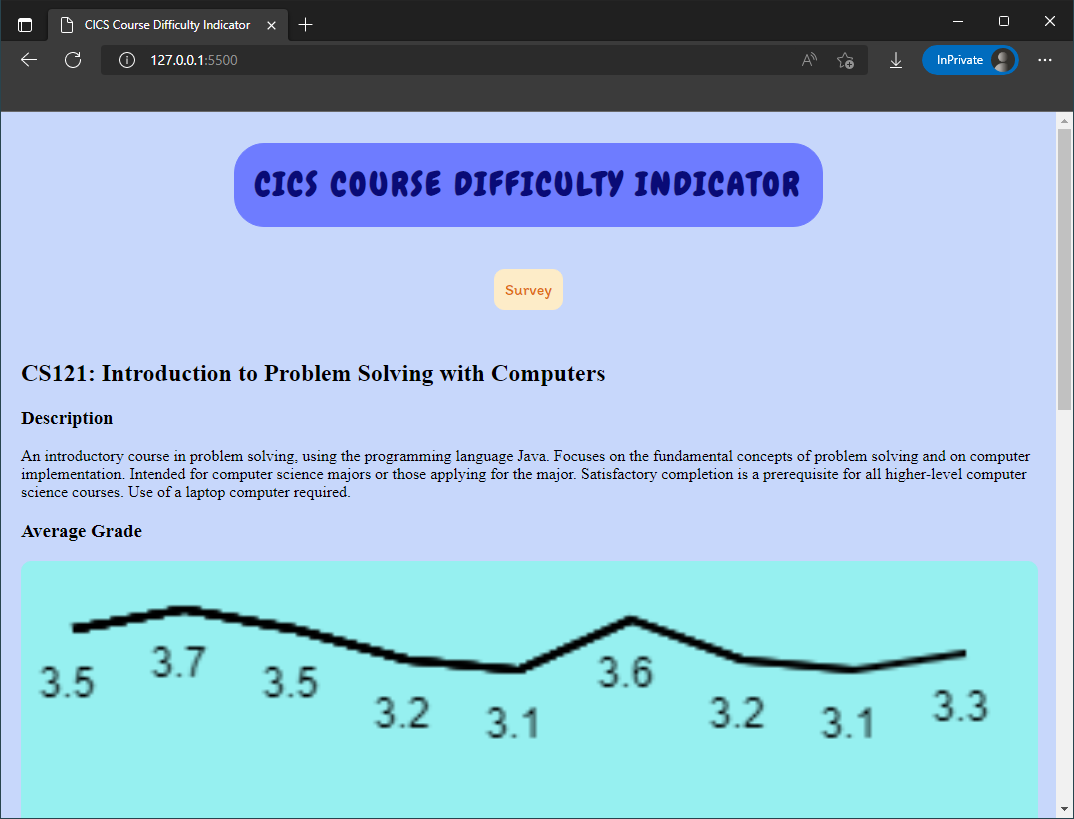 CICS Course Difficulty Indicator
127.0.0.1:5500
InPrivate
CICS COURSE DIFFICULTY INDICATOR
Survey
CS121: Introduction to Problem Solving with Computers
Description
An introductory course in problem solving, using the programming language Java. Focuses on the fundamental concepts of problem solving and on computer
implementation. Intended for computer science majors or those applying for the major. Satisfactory completion is a prerequisite for all higher-level computer
science courses. Use of a laptop computer required.
Average Grade
3.5 3.7 3.5 3.2 3.1 3.6 3.2 3.1 3.3